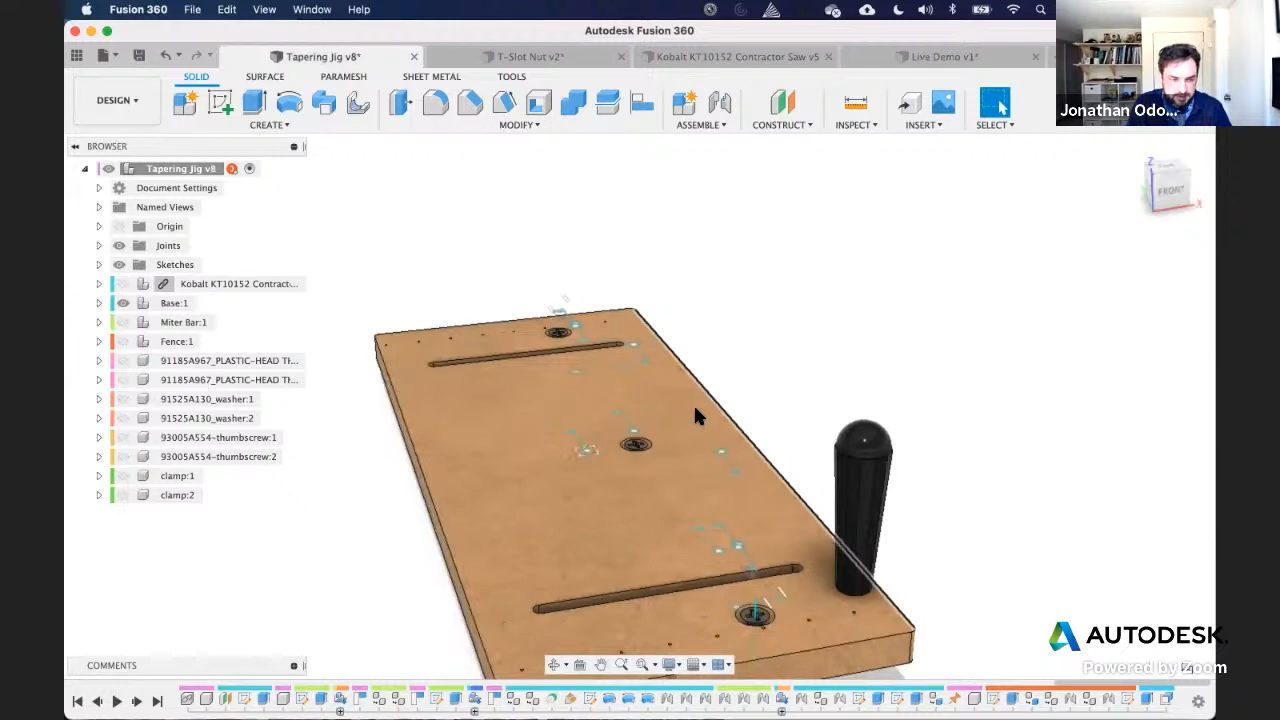 Fusion 360 File Edit View Window Help
Autodesk Fusion 360
Tapering Jig v8* T-Slot Nut v2* Kobalt KT10152 Contractor Saw v5 Live Demo v1*
SOLID SURFACE PARAMESH SHEET METAL TOOLS
DESIGN
CREATE MODIFY ASSEMBLE CONSTRUCT INSPECT INSERT SELECT
Jonathan Odo...
BROWSER
Tapering Jig v8
Document Settings
Named Views
Origin
Joints
Sketches
Kobalt KT10152 Contract...
Base:1
Miter Bar:1
Fence:1
91185A967_PLASTIC-HEAD TH...
91185A967_PLASTIC-HEAD TH...
91525A130_washer:1
91525A130_washer:2
93005A554-thumbscrew:1
93005A554-thumbscrew:2
clamp:1
clamp:2
Z
FRONT
X
AUTODESK.
Powered by Zoom
COMMENTS